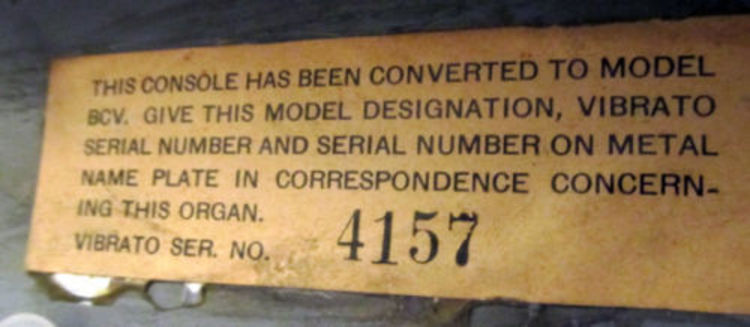 THIS CONSOLE HAS BEEN CONVERTED TO MODEL
BCV. GIVE THIS MODEL DESIGNATION, VIBRATO
SERIAL NUMBER AND SERIAL NUMBER ON METAL
NAME PLATE IN CORRESPONDENCE CONCERN-
ING THIS ORGAN.
VIBRATO SER. NO. 4157